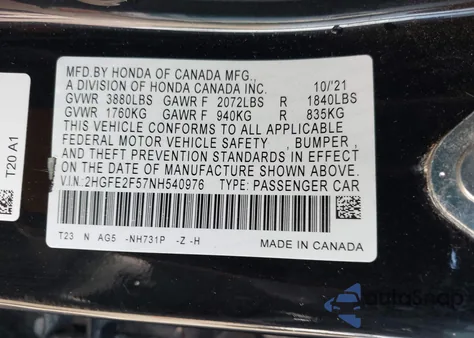 MFD.BY HONDA OF CANADA MFG.,
A DIVISION OF HONDA CANADA INC. 10/'21
GVWR 3880LBS GAWR F 2072LBS R 1840LBS
GVWR 1760KG GAWR F 940KG R 835KG
THIS VEHICLE CONFORMS TO ALL APPLICABLE
FEDERAL MOTOR VEHICLE SAFETY, BUMPER,
AND THEFT PREVENTION STANDARDS IN EFFECT
ON THE DATE OF MANUFACTURE SHOWN ABOVE.
V.I.N:2HGFE2F57NH540976 TYPE: PASSENGER CAR
T23 N AG5 -NH731P -Z -H
MADE IN CANADA
T20 A1
autoSnap